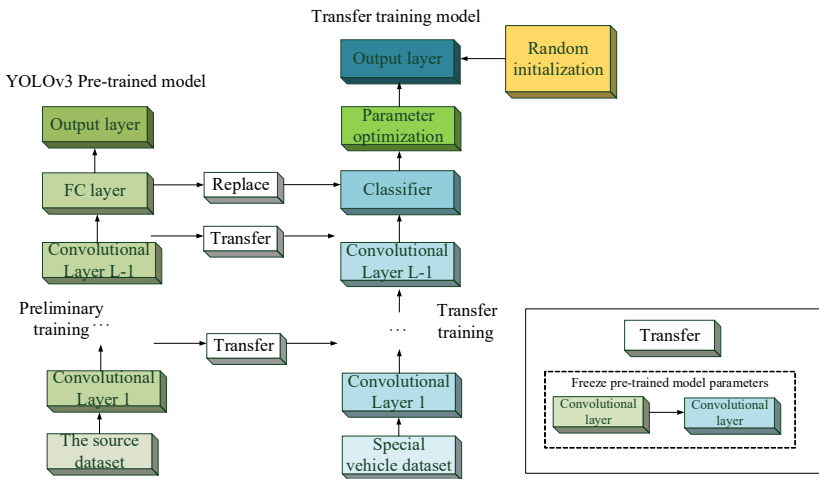 Transfer training model
Output layer
Random
initialization
YOLOv3 Pre-trained model
Output layer
Parameter
optimization
FC layer
Replace
Classifier
Convolutional
Layer L-1
Transfer
Convolutional
Layer L-1
Preliminary
training
...
Transfer
...
Transfer
training
Convolutional
Layer 1
Convolutional
Layer 1
The source
dataset
Special
vehicle dataset
Transfer
Freeze pre-trained model parameters
Convolutional
layer
Convolutional
layer